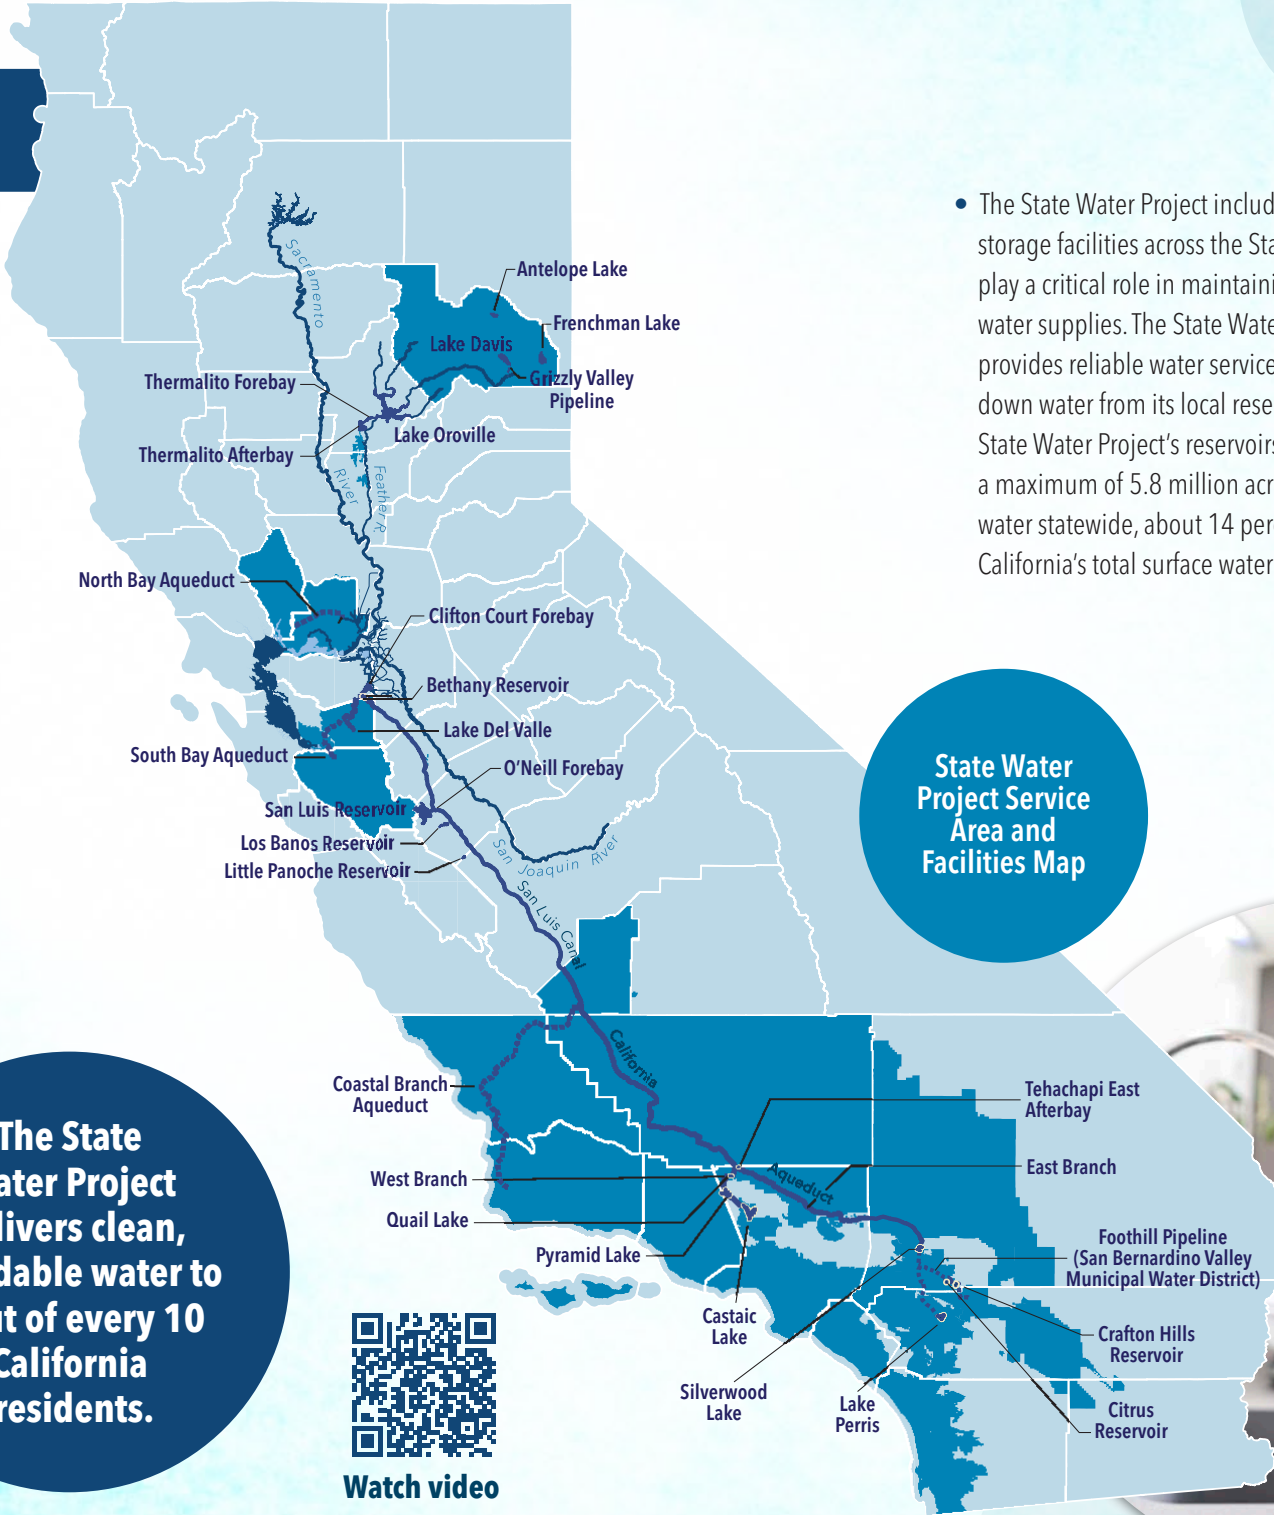 Sacramento
River
Feather R.
Antelope Lake
Frenchman Lake
Lake Davis
Grizzly Valley
Pipeline
Thermalito Forebay
Lake Oroville
Thermalito Afterbay
North Bay Aqueduct
Clifton Court Forebay
Bethany Reservoir
Lake Del Valle
South Bay Aqueduct
O'Neill Forebay
San Luis Reservoir
Los Banos Reservoir
Little Panoche Reservoir
San Joaquin River
San Luis Canal
California
Aqueduct
Coastal Branch
Aqueduct
Tehachapi East
Afterbay
West Branch
East Branch
Quail Lake
Pyramid Lake
Foothill Pipeline
(San Bernardino Valley
Municipal Water District)
Castaic
Lake
Crafton Hills
Reservoir
Silverwood
Lake
Lake
Perris
Citrus
Reservoir
• The State Water Project includ
storage facilities across the Sta
play a critical role in maintaini
water supplies. The State Wate
provides reliable water service
down water from its local rese
State Water Project's reservoirs
a maximum of 5.8 million acr
water statewide, about 14 per
California's total surface water
State Water
Project Service
Area and
Facilities Map
The State
ater Project
livers clean,
dable water to
t of every 10
California
residents.
Watch video